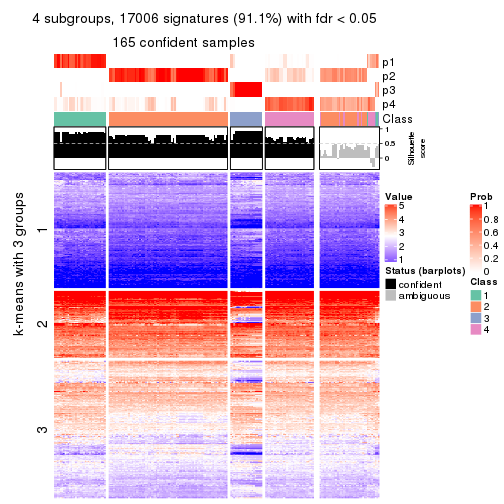 4 subgroups, 17006 signatures (91.1%) with fdr < 0.05
165 confident samples
p1
p2
p3
p4
Class
1
0.5
0
Silhouette
score
k-means with 3 groups
1
2
3
Value
5
4
3
2
1
Status (barplots)
confident
ambiguous
Prob
1
0.8
0.6
0.4
0.2
0
Class
1
2
3
4